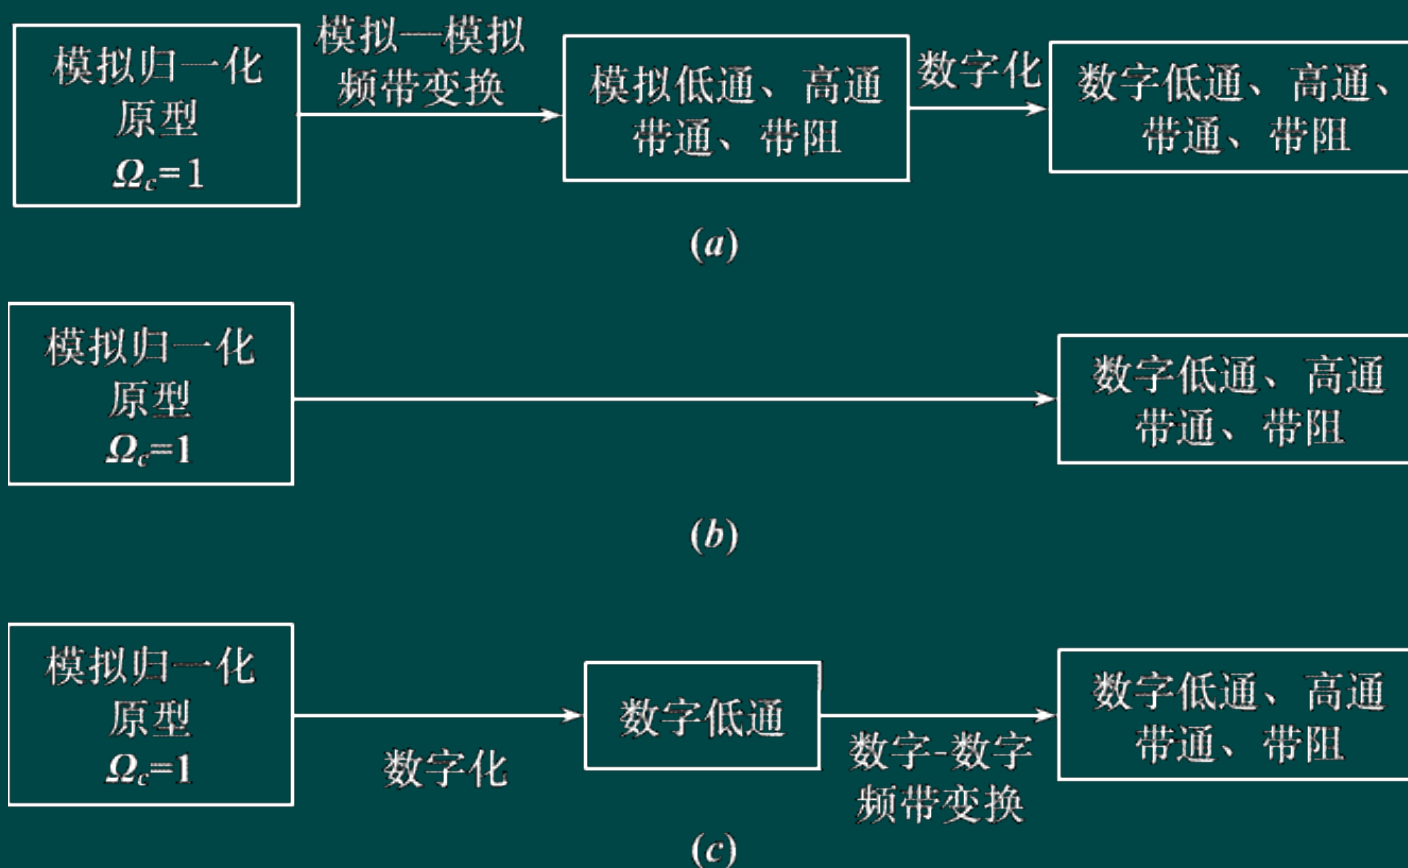 模拟归一化
原型
Ω_c=1
模拟—模拟
频带变换
模拟低通、高通
带通、带阻
数字化
数字低通、高通、
带通、带阻
(a)
模拟归一化
原型
Ω_c=1
数字低通、高通
带通、带阻
(b)
模拟归一化
原型
Ω_c=1
数字化
数字低通
数字-数字
频带变换
数字低通、高通
带通、带阻
(c)